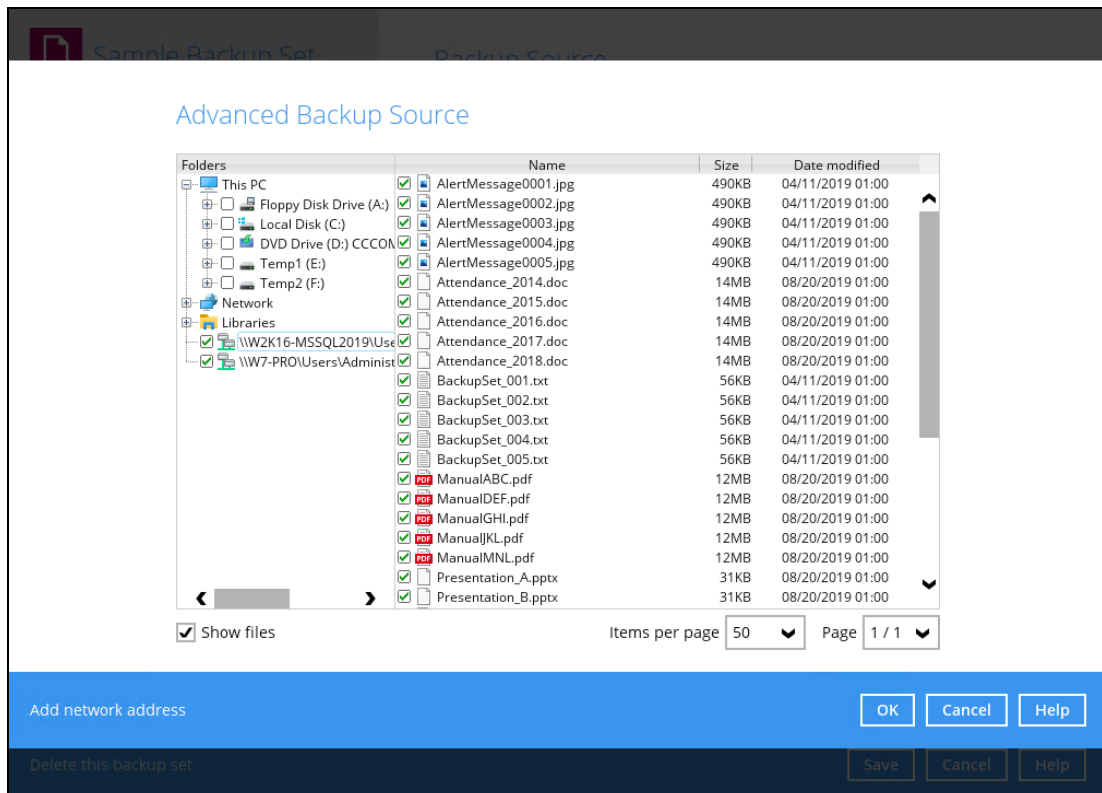 Sample Backup Set
Backup Source
Advanced Backup Source
Folders
Name
Size
Date modified
This PC
Floppy Disk Drive (A:)
Local Disk (C:)
DVD Drive (D:) CCCOM
Temp1 (E:)
Temp2 (F:)
Network
Libraries
\\W2K16-MSSQL2019\Use
\\W7-PRO\Users\Administ
AlertMessage0001.jpg 490KB 04/11/2019 01:00
AlertMessage0002.jpg 490KB 04/11/2019 01:00
AlertMessage0003.jpg 490KB 04/11/2019 01:00
AlertMessage0004.jpg 490KB 04/11/2019 01:00
AlertMessage0005.jpg 490KB 04/11/2019 01:00
Attendance_2014.doc 14MB 08/20/2019 01:00
Attendance_2015.doc 14MB 08/20/2019 01:00
Attendance_2016.doc 14MB 08/20/2019 01:00
Attendance_2017.doc 14MB 08/20/2019 01:00
Attendance_2018.doc 14MB 08/20/2019 01:00
BackupSet_001.txt 56KB 04/11/2019 01:00
BackupSet_002.txt 56KB 04/11/2019 01:00
BackupSet_003.txt 56KB 04/11/2019 01:00
BackupSet_004.txt 56KB 04/11/2019 01:00
BackupSet_005.txt 56KB 04/11/2019 01:00
PDF ManualABC.pdf 12MB 08/20/2019 01:00
PDF ManualDEF.pdf 12MB 08/20/2019 01:00
PDF ManualGHI.pdf 12MB 08/20/2019 01:00
PDF ManualJKL.pdf 12MB 08/20/2019 01:00
PDF ManualMNL.pdf 12MB 08/20/2019 01:00
Presentation_A.pptx 31KB 08/20/2019 01:00
Presentation_B.pptx 31KB 08/20/2019 01:00
Show files
Items per page 50
Page 1 / 1
Add network address
OK
Cancel
Help
Delete this backup set
Save
Cancel
Help